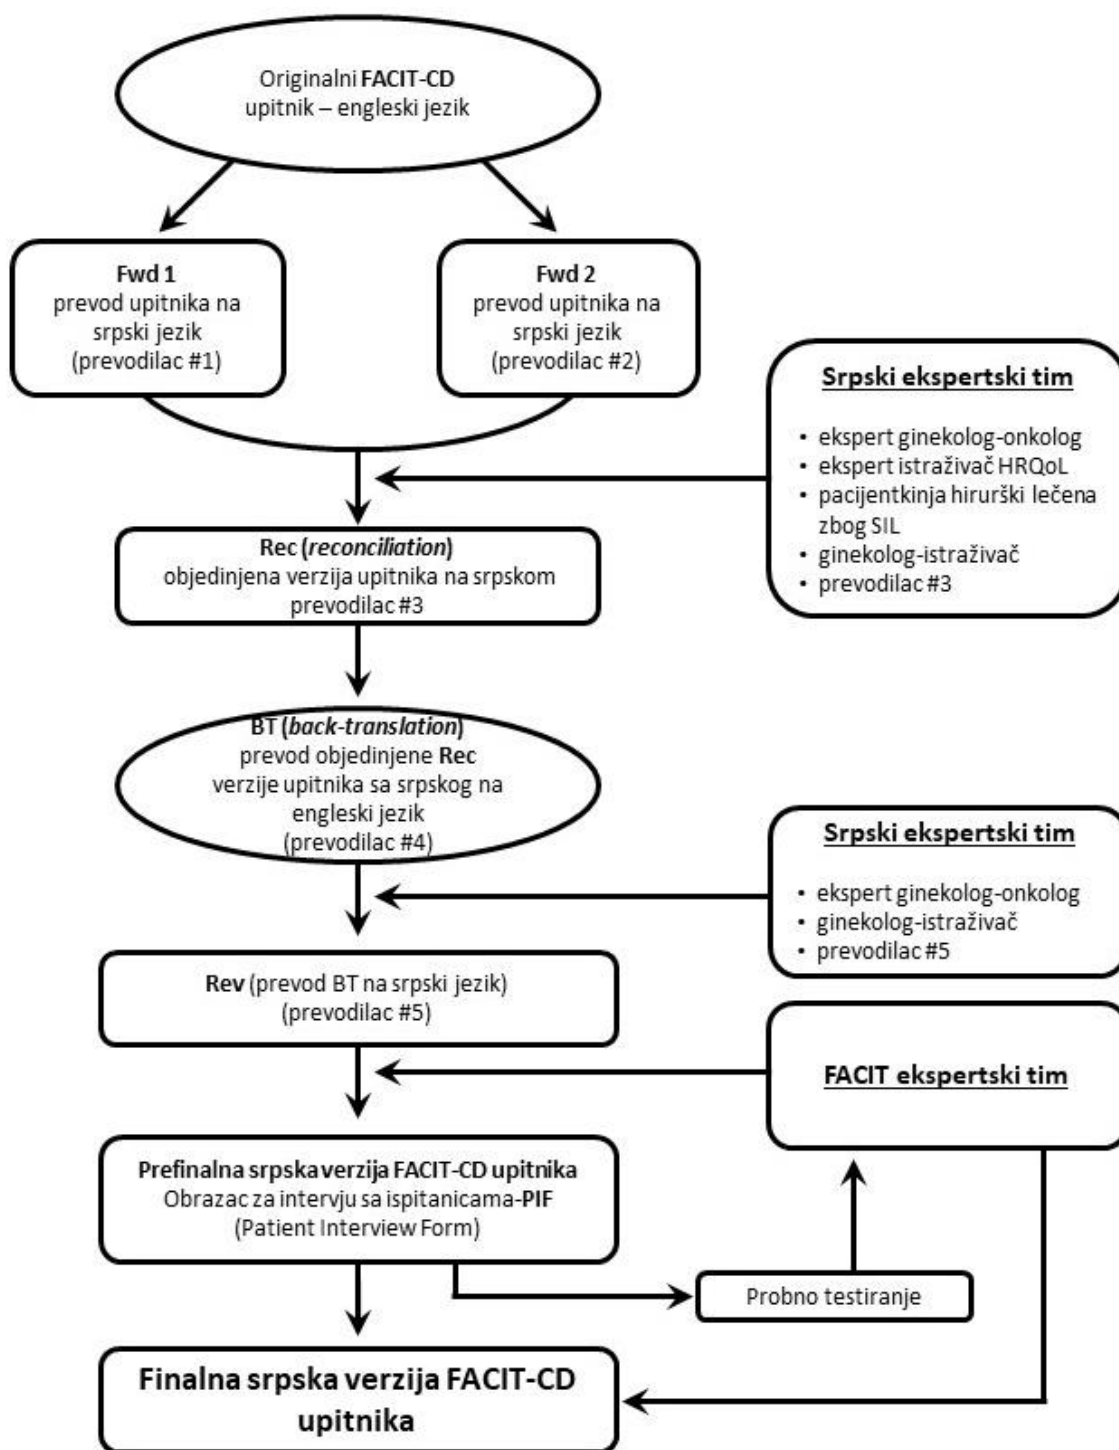 Originalni FACIT-CD
upitnik – engleski jezik
Fwd 1
prevod upitnika na
srpski jezik
(prevodilac #1)
Fwd 2
prevod upitnika na
srpski jezik
(prevodilac #2)
Srpski ekspertski tim
• ekspert ginekolog-onkolog
• ekspert istraživač HRQoL
• pacijentkinja hirurški lečena
zbog SIL
• ginekolog-istraživač
• prevodilac #3
Rec (reconciliation)
objedinjena verzija upitnika na srpskom
prevodilac #3
BT (back-translation)
prevod objedinjene Rec
verzije upitnika sa srpskog na
engleski jezik
(prevodilac #4)
Srpski ekspertski tim
• ekspert ginekolog-onkolog
• ginekolog-istraživač
• prevodilac #5
Rev (prevod BT na srpski jezik)
(prevodilac #5)
FACIT ekspertski tim
Prefinalna srpska verzija FACIT-CD upitnika
Obrazac za intervju sa ispitanicama-PIF
(Patient Interview Form)
Probno testiranje
Finalna srpska verzija FACIT-CD
upitnika